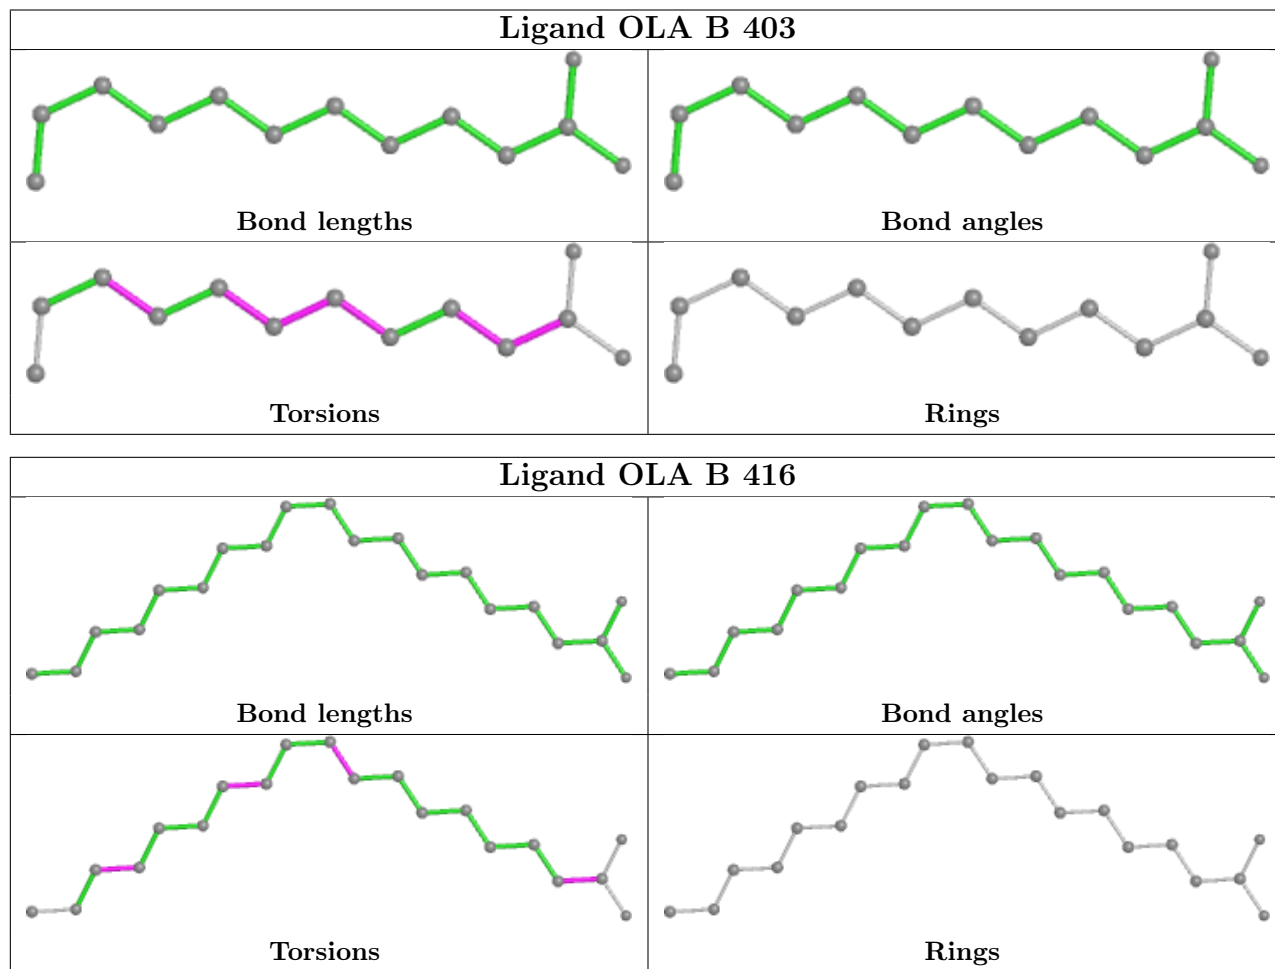 Ligand OLA B 403
Bond lengths
Bond angles
Torsions
Rings
Ligand OLA B 416
Bond lengths
Bond angles
Torsions
Rings